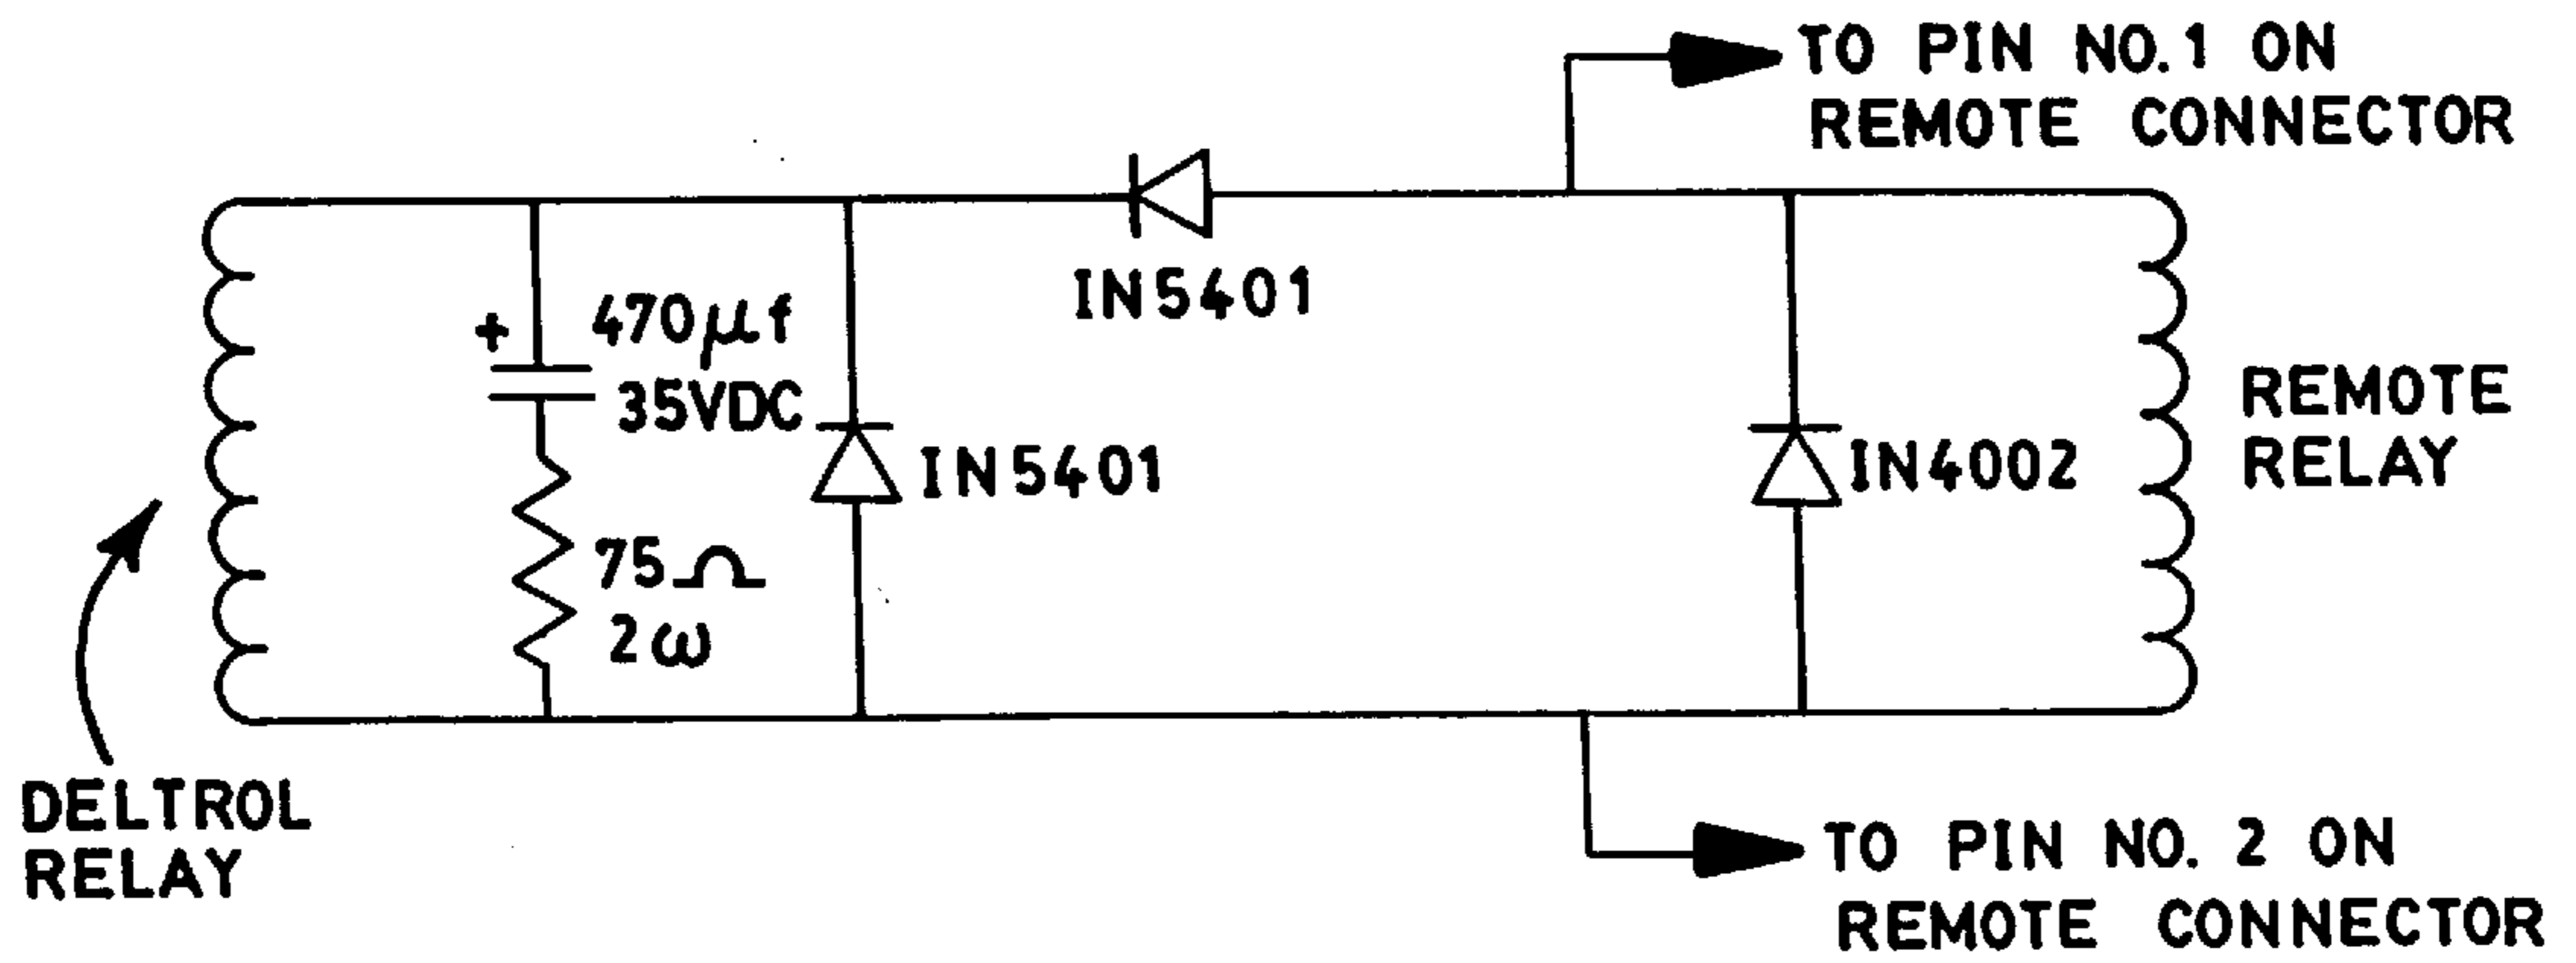 TO PIN NO. 1 ON
REMOTE CONNECTOR
IN5401
+
470μf
35VDC
IN5401
IN4002
REMOTE
RELAY
75Ω
2ω
DELTROL
RELAY
TO PIN NO. 2 ON
REMOTE CONNECTOR